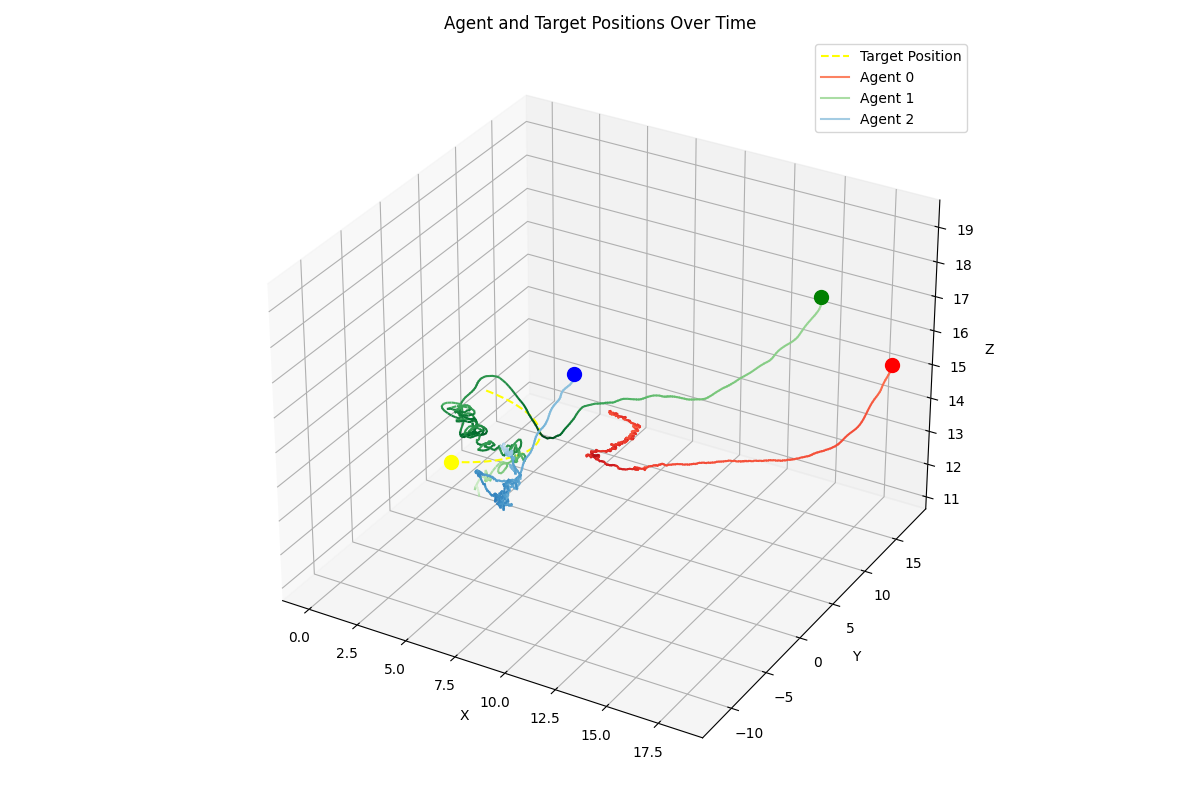 Agent and Target Positions Over Time
Target Position
Agent 0
Agent 1
Agent 2
19
18
17
16
15
14
13
12
11
Z
15
10
5
0
−5
−10
Y
0.0
2.5
5.0
7.5
10.0
12.5
15.0
17.5
X